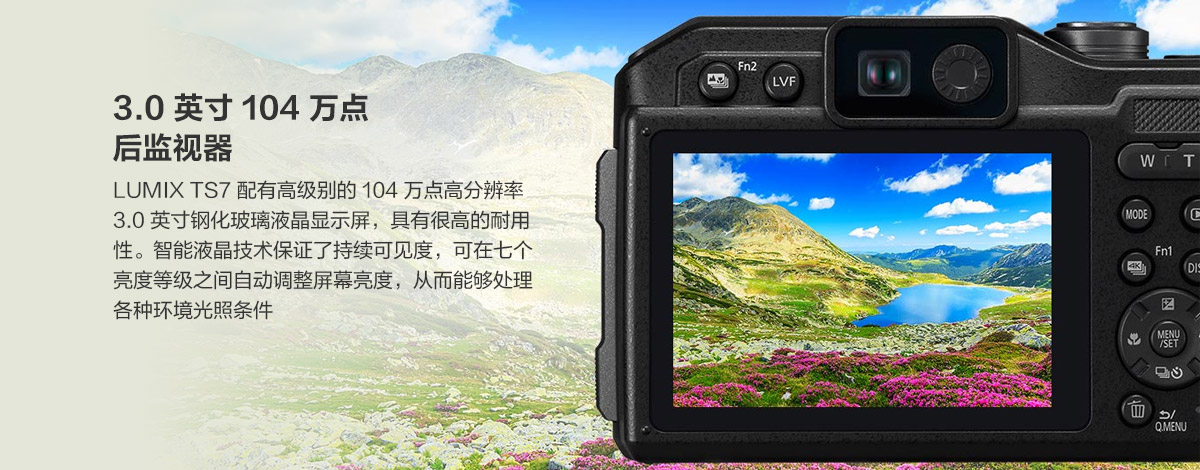 3.0 英寸 104 万点
后监视器
LUMIX TS7 配有高级别的 104 万点高分辨率
3.0 英寸钢化玻璃液晶显示屏，具有很高的耐用
性。智能液晶技术保证了持续可见度，可在七个
亮度等级之间自动调整屏幕亮度，从而能够处理
各种环境光照条件
Fn2
LVF
W T
MODE
Fn1
4K
DIS
MENU
/SET
Q.MENU